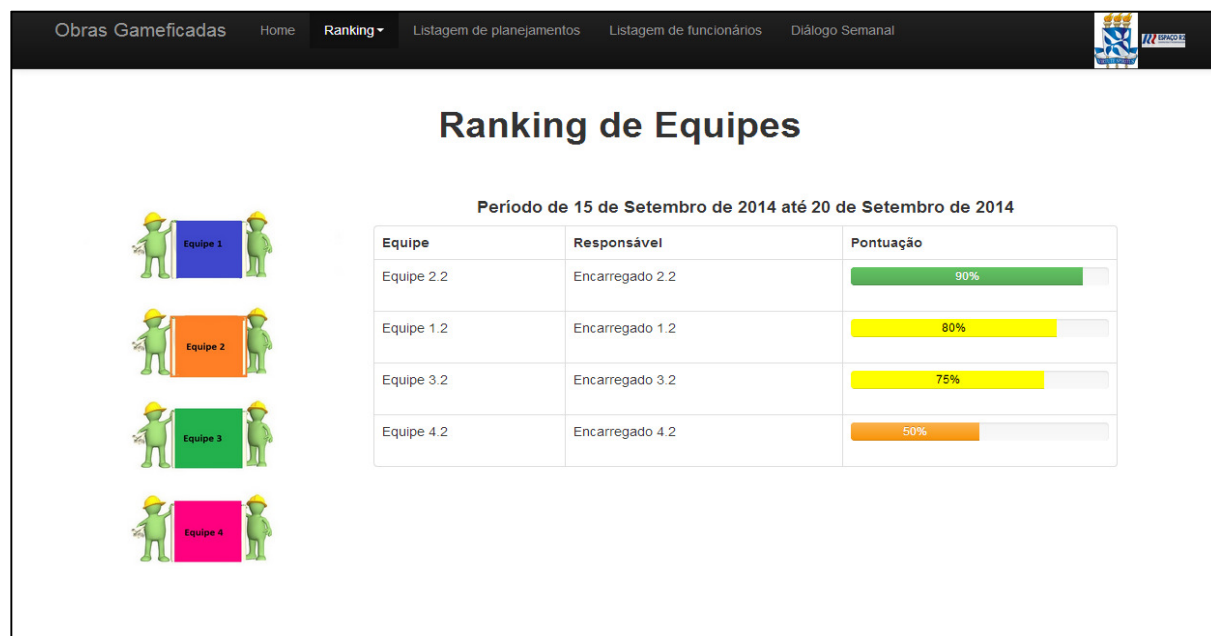 Obras Gameficadas Home Ranking Listagem de planejamentos Listagem de funcionários Diálogo Semanal
ESPAÇO R2
Ranking de Equipes
Período de 15 de Setembro de 2014 até 20 de Setembro de 2014
Equipe Responsável Pontuação
Equipe 2.2 Encarregado 2.2 90%
Equipe 1.2 Encarregado 1.2 80%
Equipe 3.2 Encarregado 3.2 75%
Equipe 4.2 Encarregado 4.2 50%
Equipe 1
Equipe 2
Equipe 3
Equipe 4